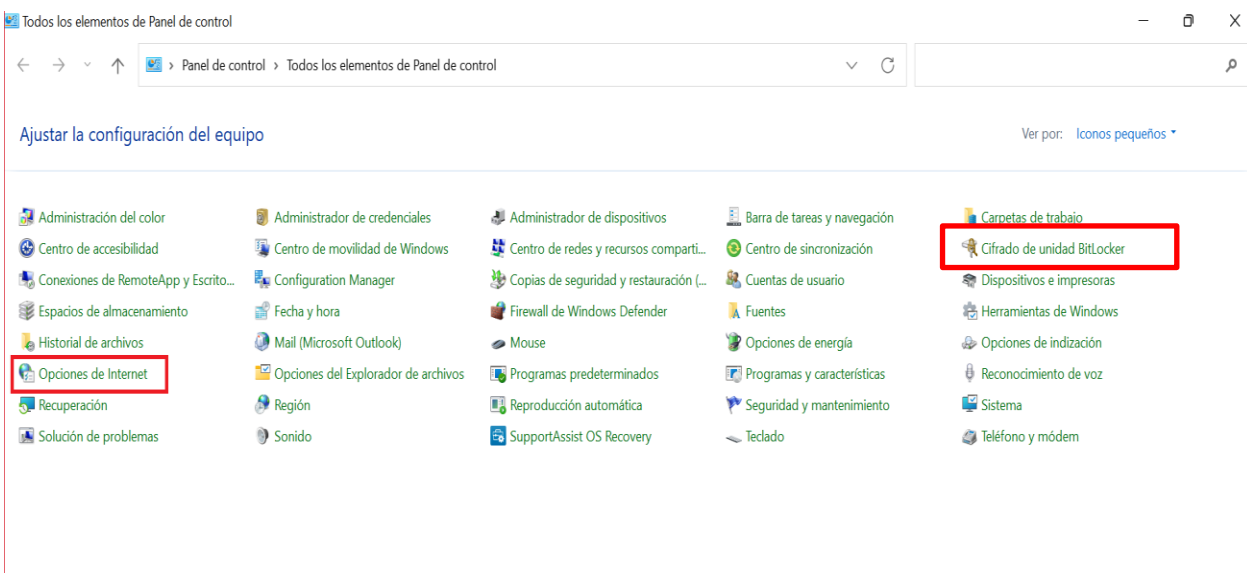 Todos los elementos de Panel de control
Panel de control > Todos los elementos de Panel de control
Ajustar la configuración del equipo
Ver por: Iconos pequeños
Administración del color Administrador de credenciales Administrador de dispositivos Barra de tareas y navegación Carpetas de trabajo
Centro de accesibilidad Centro de movilidad de Windows Centro de redes y recursos comparti... Centro de sincronización Cifrado de unidad BitLocker
Conexiones de RemoteApp y Escrito... Configuration Manager Copias de seguridad y restauración (... Cuentas de usuario Dispositivos e impresoras
Espacios de almacenamiento Fecha y hora Firewall de Windows Defender Fuentes Herramientas de Windows
Historial de archivos Mail (Microsoft Outlook) Mouse Opciones de energía Opciones de indización
Opciones de Internet Opciones del Explorador de archivos Programas predeterminados Programas y características Reconocimiento de voz
Recuperación Región Reproducción automática Seguridad y mantenimiento Sistema
Solución de problemas Sonido SupportAssist OS Recovery Teclado Teléfono y módem